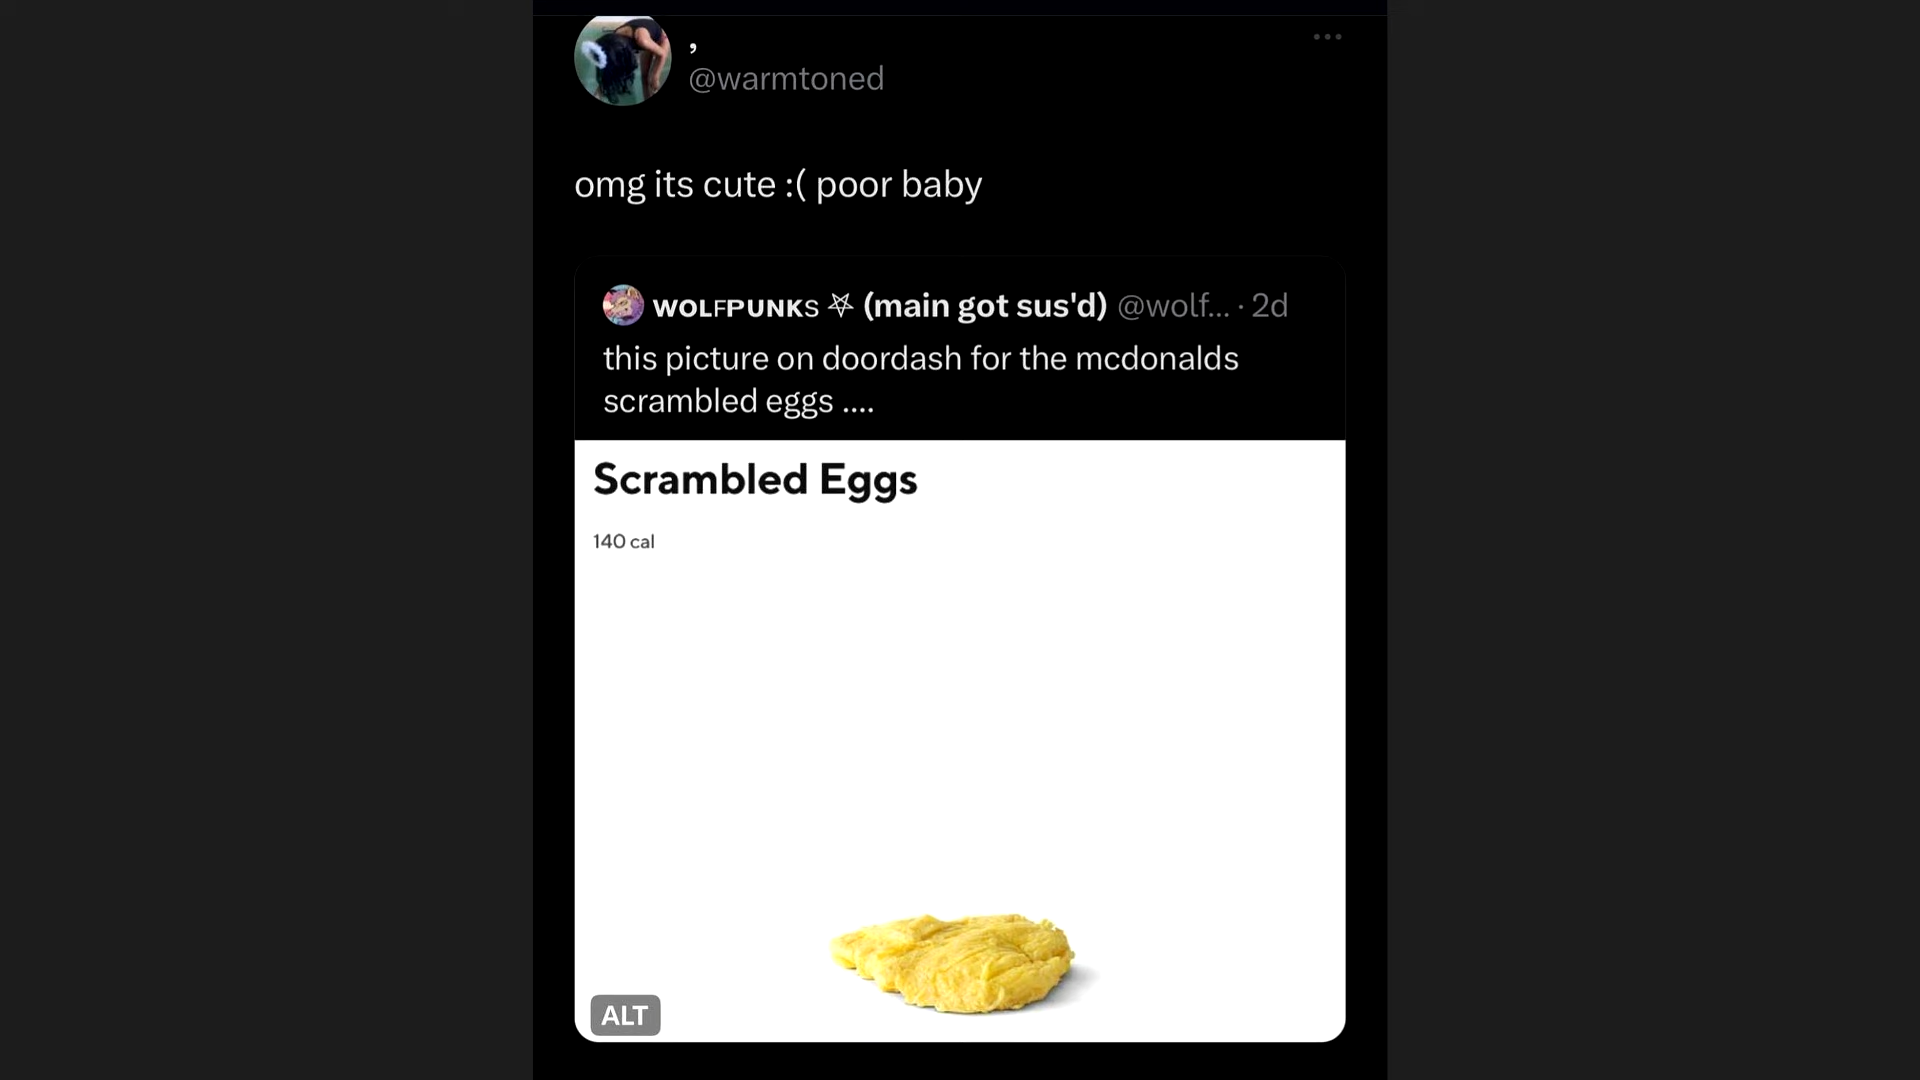 ,
@warmtoned
omg its cute :( poor baby
ᴡᴏʟғᴘᴜɴᴋs ⛧ (main got sus'd) @wolf... · 2d
this picture on doordash for the mcdonalds
scrambled eggs ....
Scrambled Eggs
140 cal
ALT